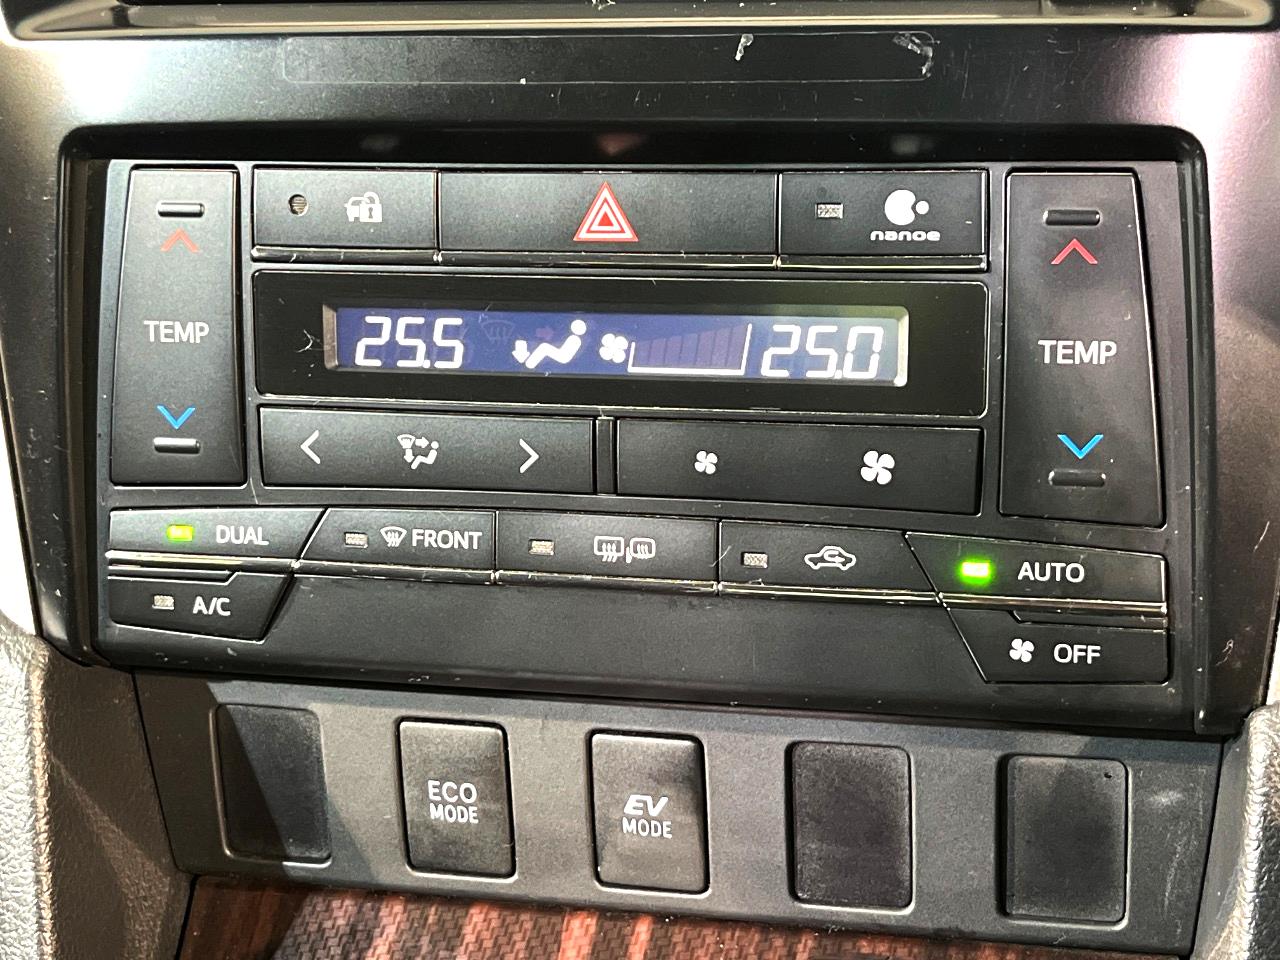 nanoe
TEMP
25.5
25.0
TEMP
DUAL
FRONT
AUTO
A/C
OFF
ECO
MODE
EV
MODE